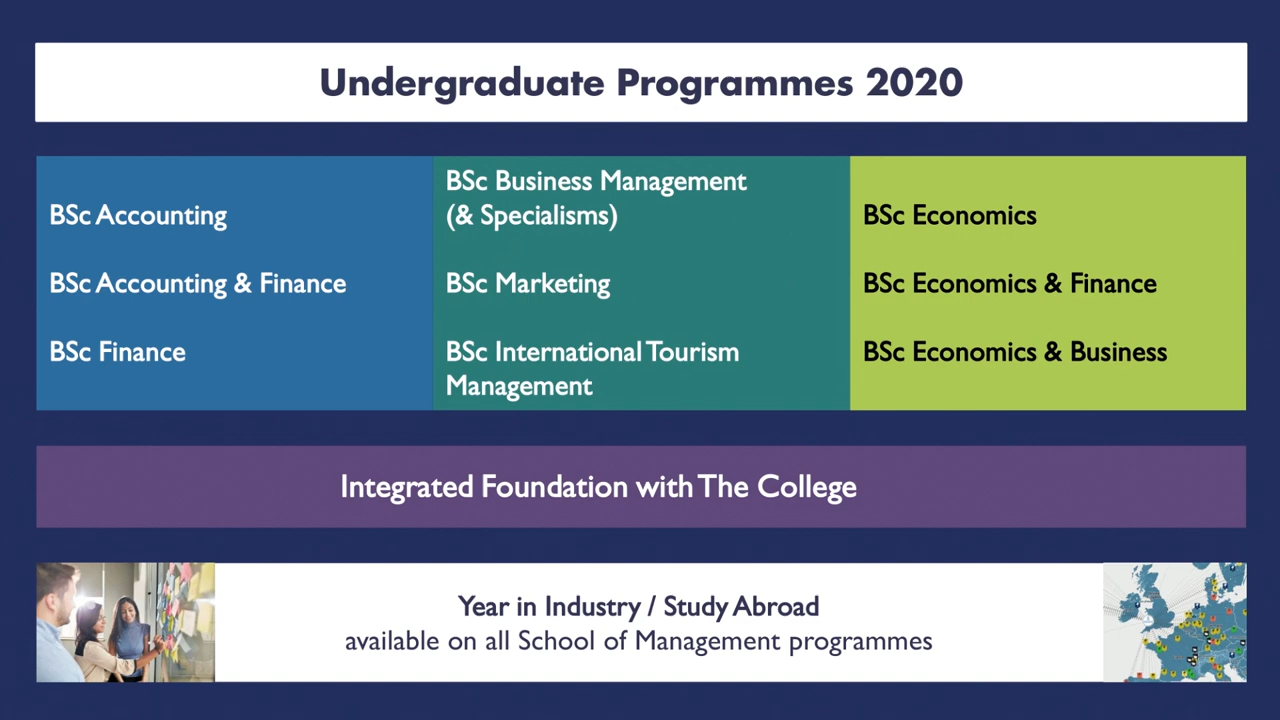 Undergraduate Programmes 2020
BSc Accounting
BSc Accounting & Finance
BSc Finance
BSc Business Management
(& Specialisms)
BSc Marketing
BSc International Tourism
Management
BSc Economics
BSc Economics & Finance
BSc Economics & Business
Integrated Foundation with The College
Year in Industry / Study Abroad
available on all School of Management programmes